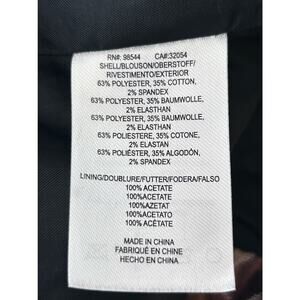 RN#: 98544 CA#:32054
SHELL/BLOUSON/OBERSTOFF/
RIVESTIMENTO/EXTERIOR
63% POLYESTER, 35% COTTON,
2% SPANDEX
63% POLYESTER, 35% BAUMWOLLE,
2% ELASTHAN
63% POLYESTER, 35% BAUMWOLLE,
2% ELASTHAN
63% POLIESTERE, 35% COTONE,
2% ELASTAN
63% POLIÉSTER, 35% ALGODÓN,
2% SPANDEX
LINING/DOUBLURE/FUTTER/FODERA/FALSO
100% ACETATE
100% ACETATE
100%AZETAT
100% ACETATO
100% ACÉTATE
MADE IN CHINA
FABRIQUÉ EN CHINE
HECHO EN CHINA